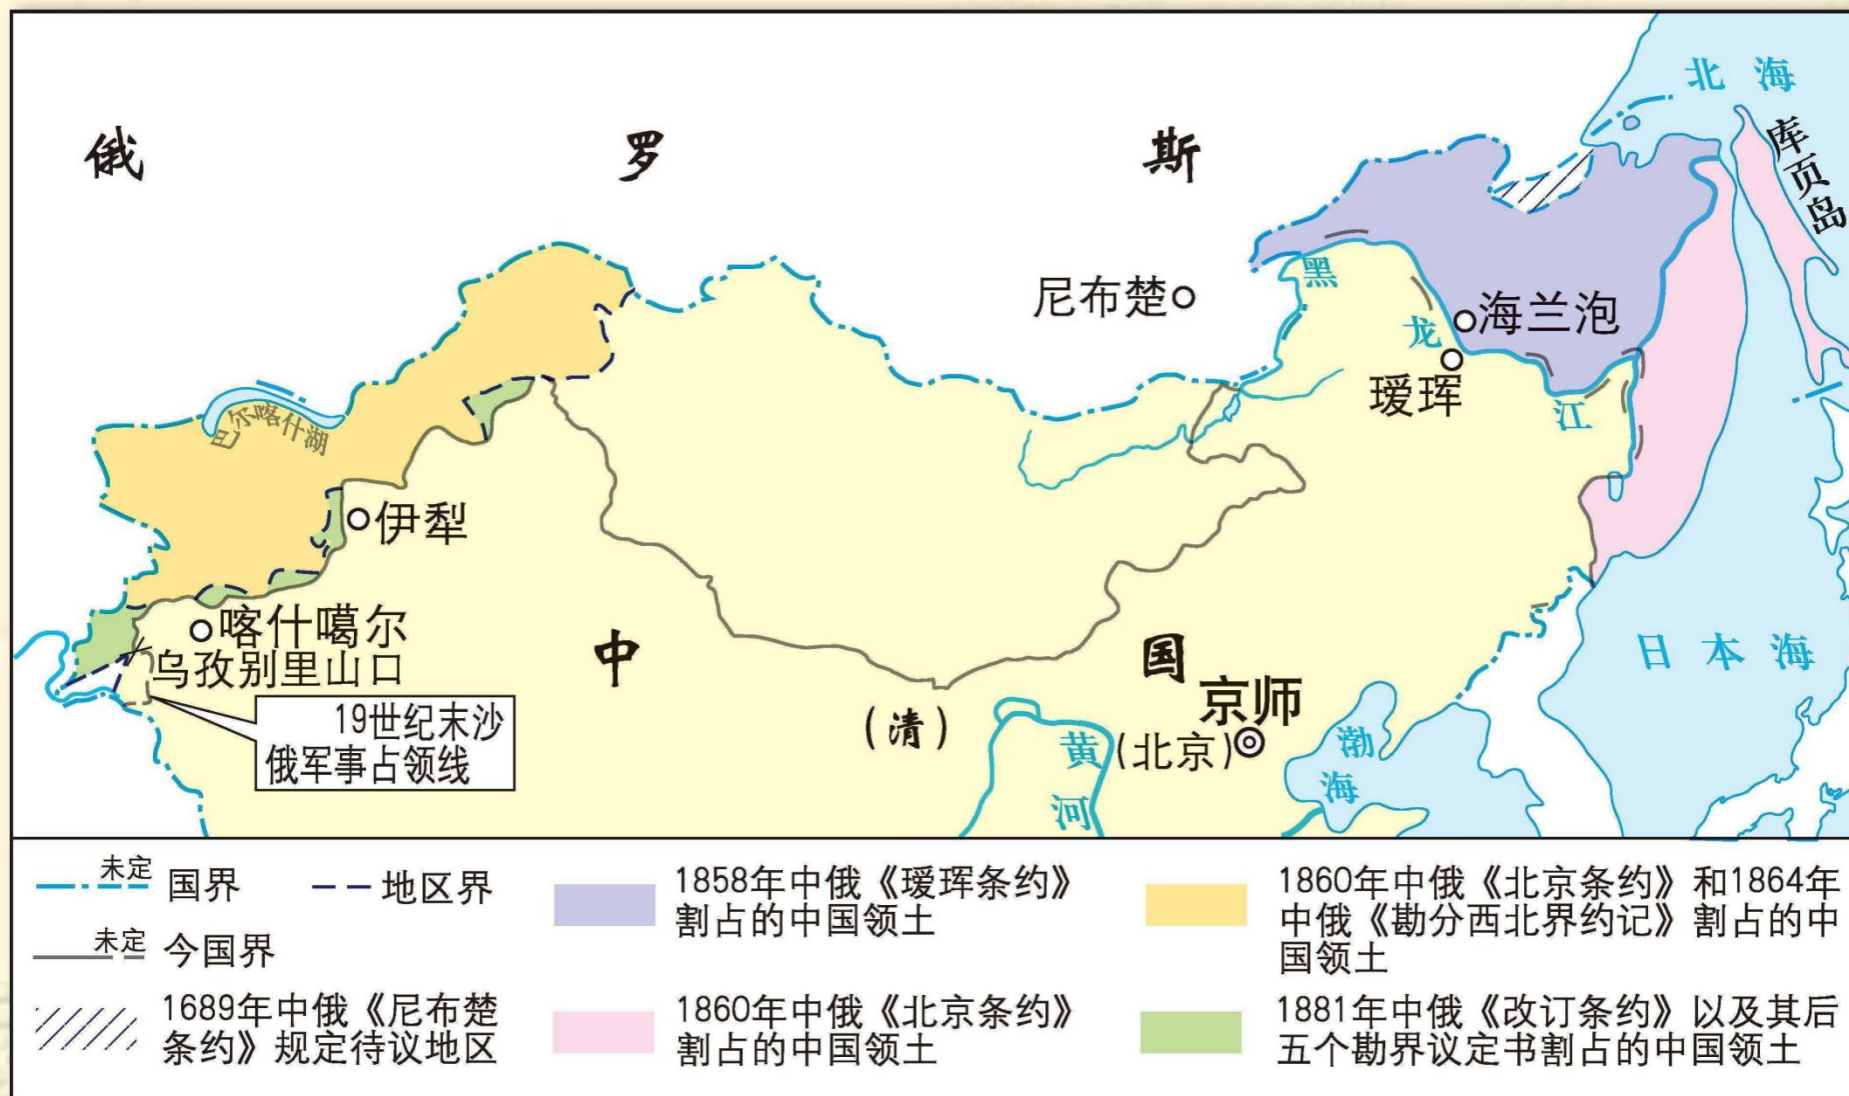 俄 罗 斯
北 海
库页岛
尼布楚
黑
龙
江
海兰泡
瑷珲
巴尔喀什湖
伊犁
喀什噶尔
乌孜别里山口
中 国
(清)
19世纪末沙
俄军事占领线
京师
(北京)
黄
河
渤
海
日 本 海
未定 国界
地区界
未定 今国界
1689年中俄《尼布楚
条约》规定待议地区
1858年中俄《瑷珲条约》
割占的中国领土
1860年中俄《北京条约》
割占的中国领土
1860年中俄《北京条约》和1864年
中俄《勘分西北界约记》割占的中
国领土
1881年中俄《改订条约》以及其后
五个勘界议定书割占的中国领土